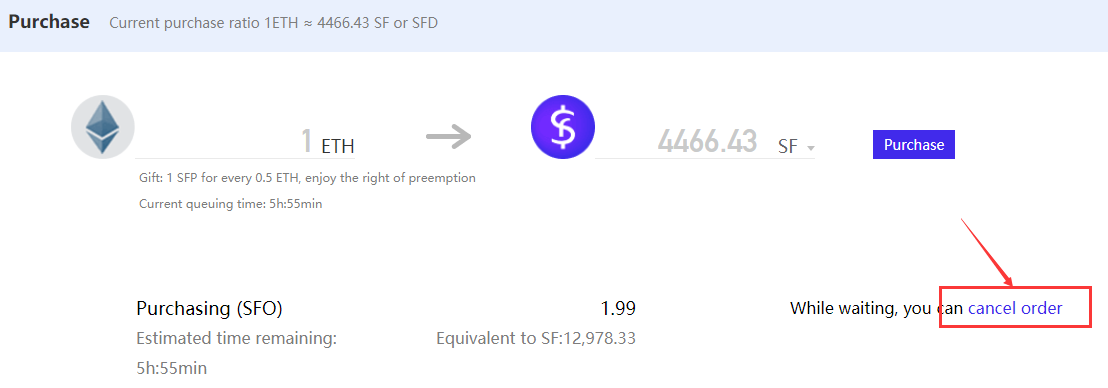 Purchase Current purchase ratio 1ETH ≈ 4466.43 SF or SFD
1 ETH 4466.43 SF Purchase
Gift: 1 SFP for every 0.5 ETH, enjoy the right of preemption
Current queuing time: 5h:55min
Purchasing (SFO) 1.99 While waiting, you can cancel order
Estimated time remaining: Equivalent to SF:12,978.33
5h:55min